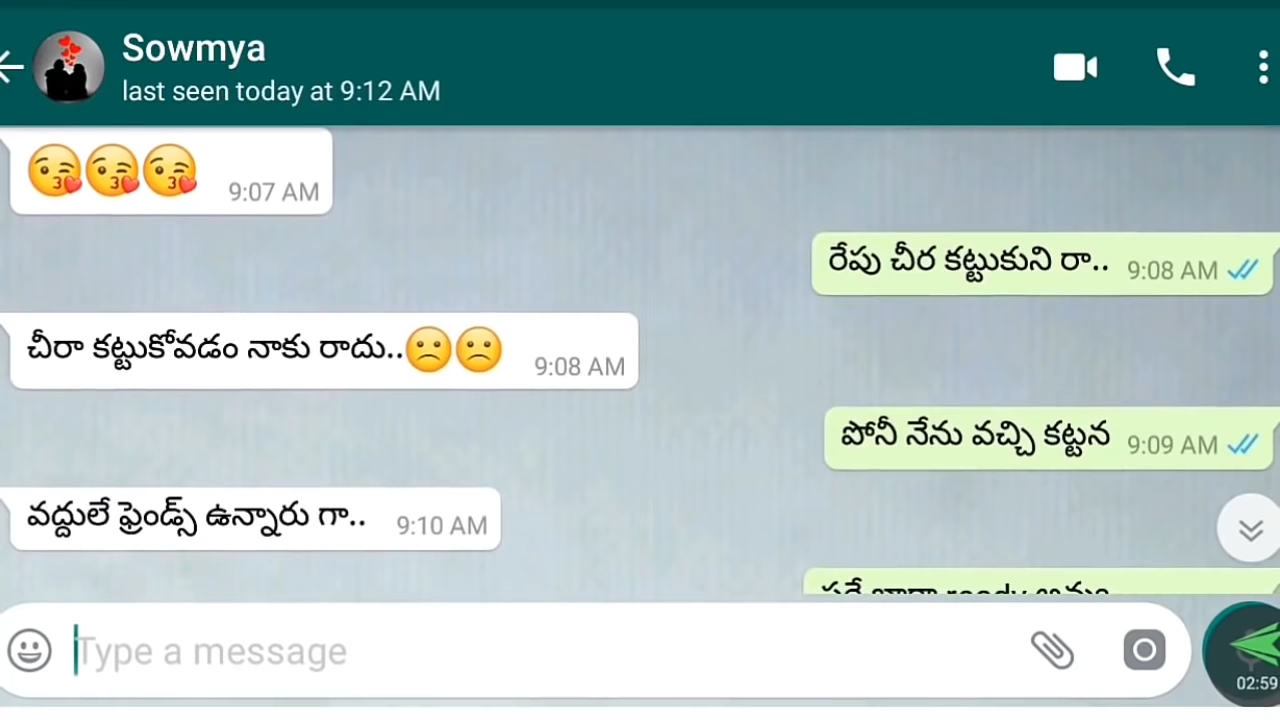 Sowmya
last seen today at 9:12 AM
😘😘😘 9:07 AM
రేపు చీర కట్టుకుని రా.. 9:08 AM
చీరా కట్టుకోవడం నాకు రాదు..🙁🙁 9:08 AM
పోనీ నేను వచ్చి కట్టన 9:09 AM
వద్దులే ఫ్రెండ్స్ ఉన్నారు గా.. 9:10 AM
ready
Type a message
02:59